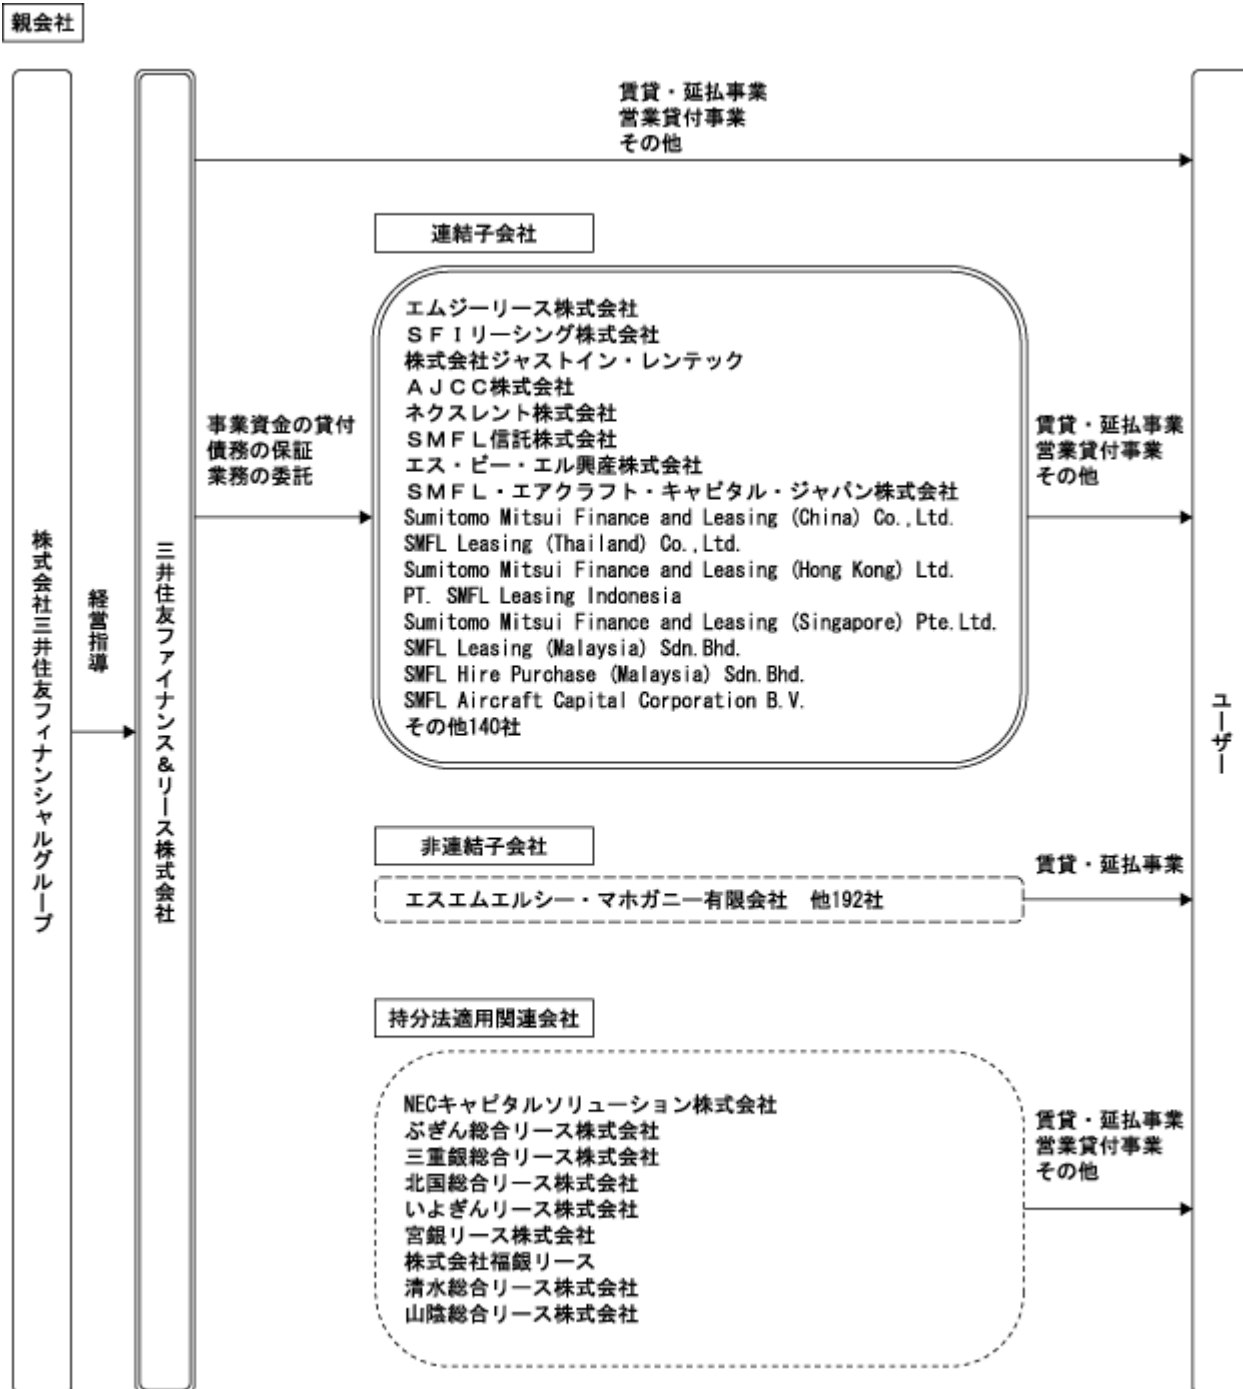 親会社
株式会社三井住友フィナンシャルグループ
経営指導
三井住友ファイナンス＆リース株式会社
賃貸・延払事業
営業貸付事業
その他
事業資金の貸付
債務の保証
業務の委託
連結子会社
エムジーリース株式会社
ＳＦＩリーシング株式会社
株式会社ジャストイン・レンテック
ＡＪＣＣ株式会社
ネクスレント株式会社
ＳＭＦＬ信託株式会社
エス・ビー・エル興産株式会社
ＳＭＦＬ・エアクラフト・キャピタル・ジャパン株式会社
Sumitomo Mitsui Finance and Leasing (China) Co.,Ltd.
SMFL Leasing (Thailand) Co.,Ltd.
Sumitomo Mitsui Finance and Leasing (Hong Kong) Ltd.
PT. SMFL Leasing Indonesia
Sumitomo Mitsui Finance and Leasing (Singapore) Pte.Ltd.
SMFL Leasing (Malaysia) Sdn.Bhd.
SMFL Hire Purchase (Malaysia) Sdn.Bhd.
SMFL Aircraft Capital Corporation B.V.
その他140社
賃貸・延払事業
営業貸付事業
その他
非連結子会社
エスエムエルシー・マホガニー有限会社　他192社
賃貸・延払事業
持分法適用関連会社
NECキャピタルソリューション株式会社
ぶぎん総合リース株式会社
三重銀総合リース株式会社
北国総合リース株式会社
いよぎんリース株式会社
宮銀リース株式会社
株式会社福銀リース
清水総合リース株式会社
山陰総合リース株式会社
賃貸・延払事業
営業貸付事業
その他
ユーザー